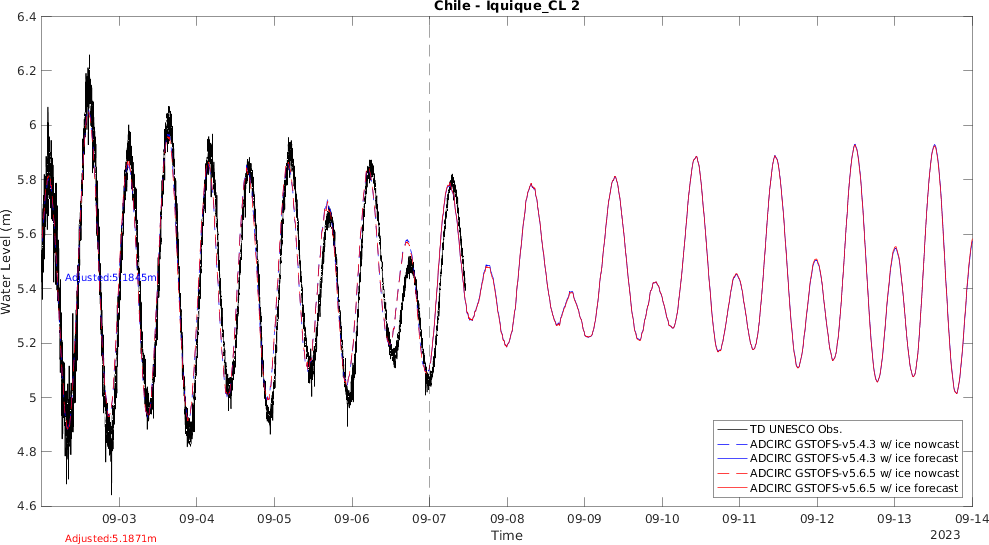 Chile - Iquique_CL 2
6.4
6.2
6
5.8
5.6
5.4
5.2
5
4.8
4.6
Water Level (m)
Adjusted:5.1845m
TD UNESCO Obs.
ADCIRC GSTOFS-v5.4.3 w/ ice nowcast
ADCIRC GSTOFS-v5.4.3 w/ ice forecast
ADCIRC GSTOFS-v5.6.5 w/ ice nowcast
ADCIRC GSTOFS-v5.6.5 w/ ice forecast
09-03 09-04 09-05 09-06 09-07 09-08 09-09 09-10 09-11 09-12 09-13 09-14
Time
2023
Adjusted:5.1871m